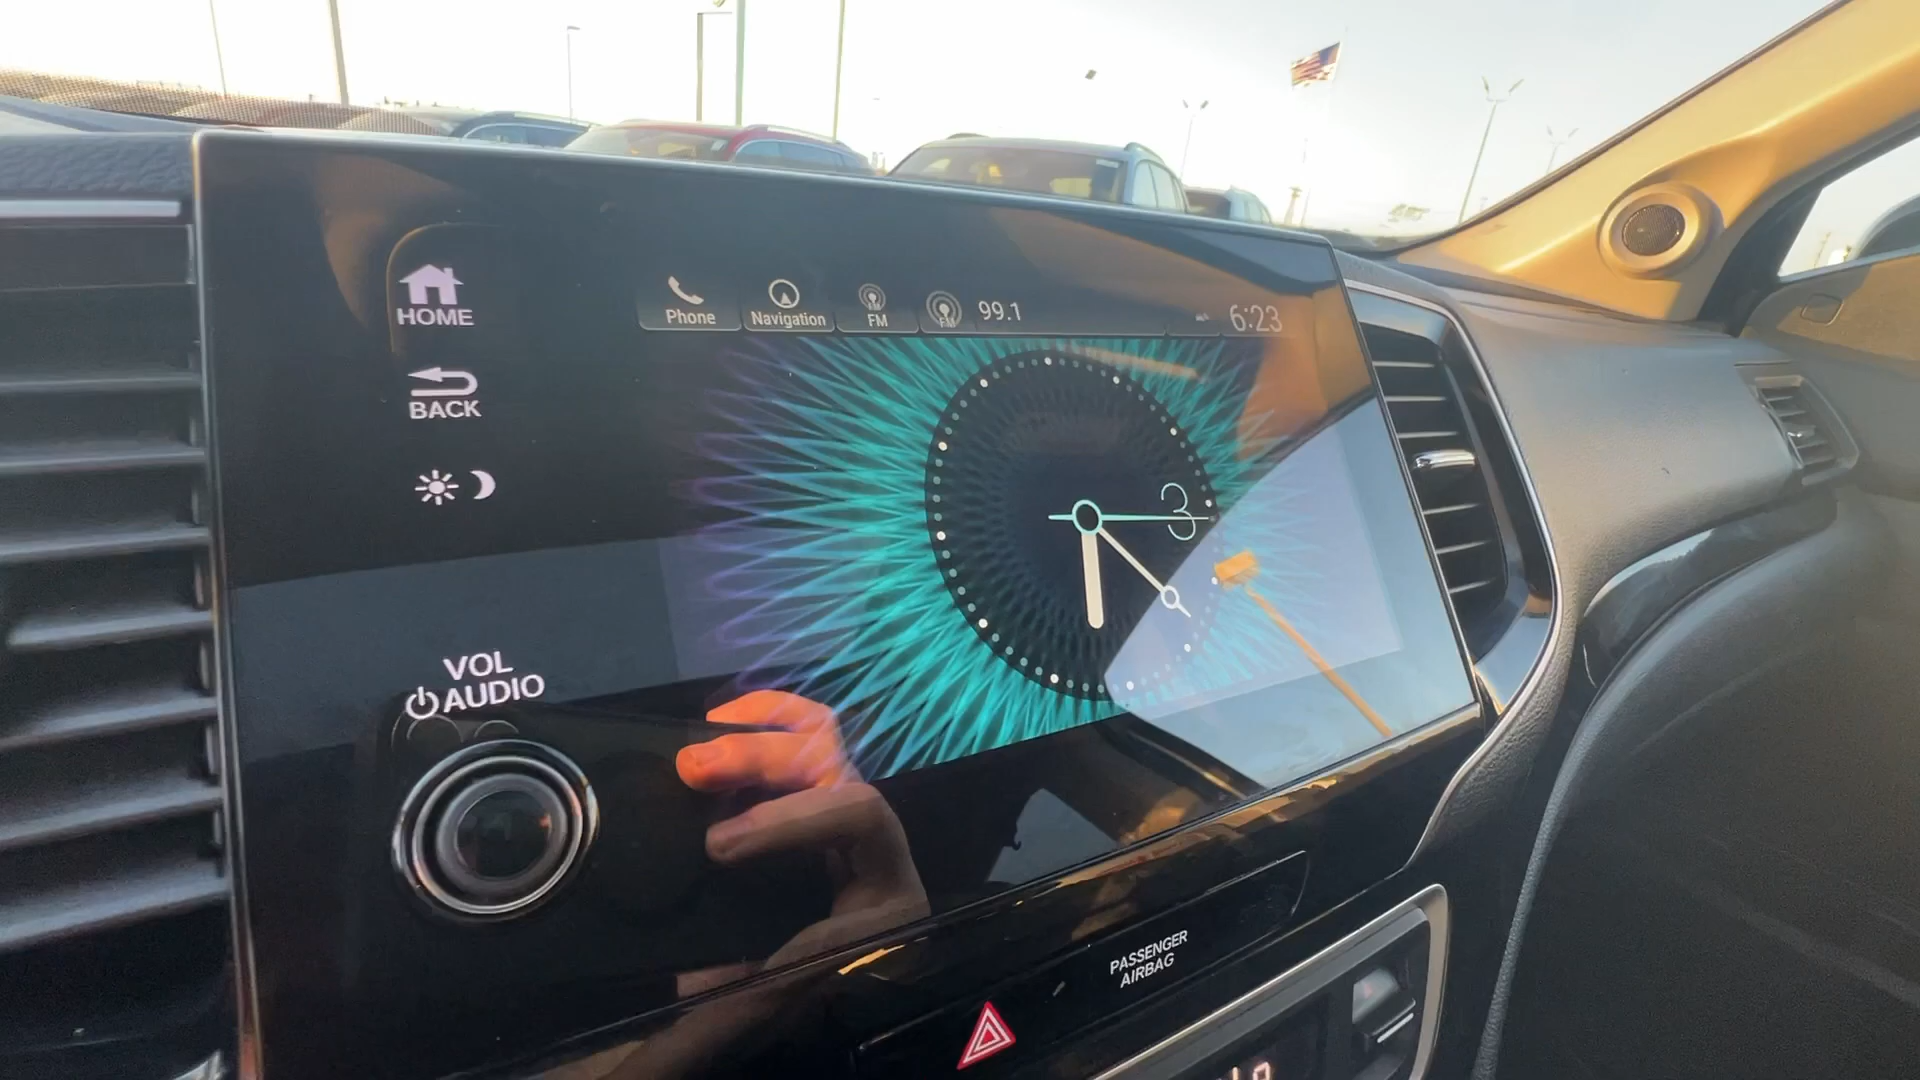 HOME
BACK
VOL
AUDIO
Phone
Navigation
FM
FM
99.1
6:23
3
PASSENGER
AIRBAG